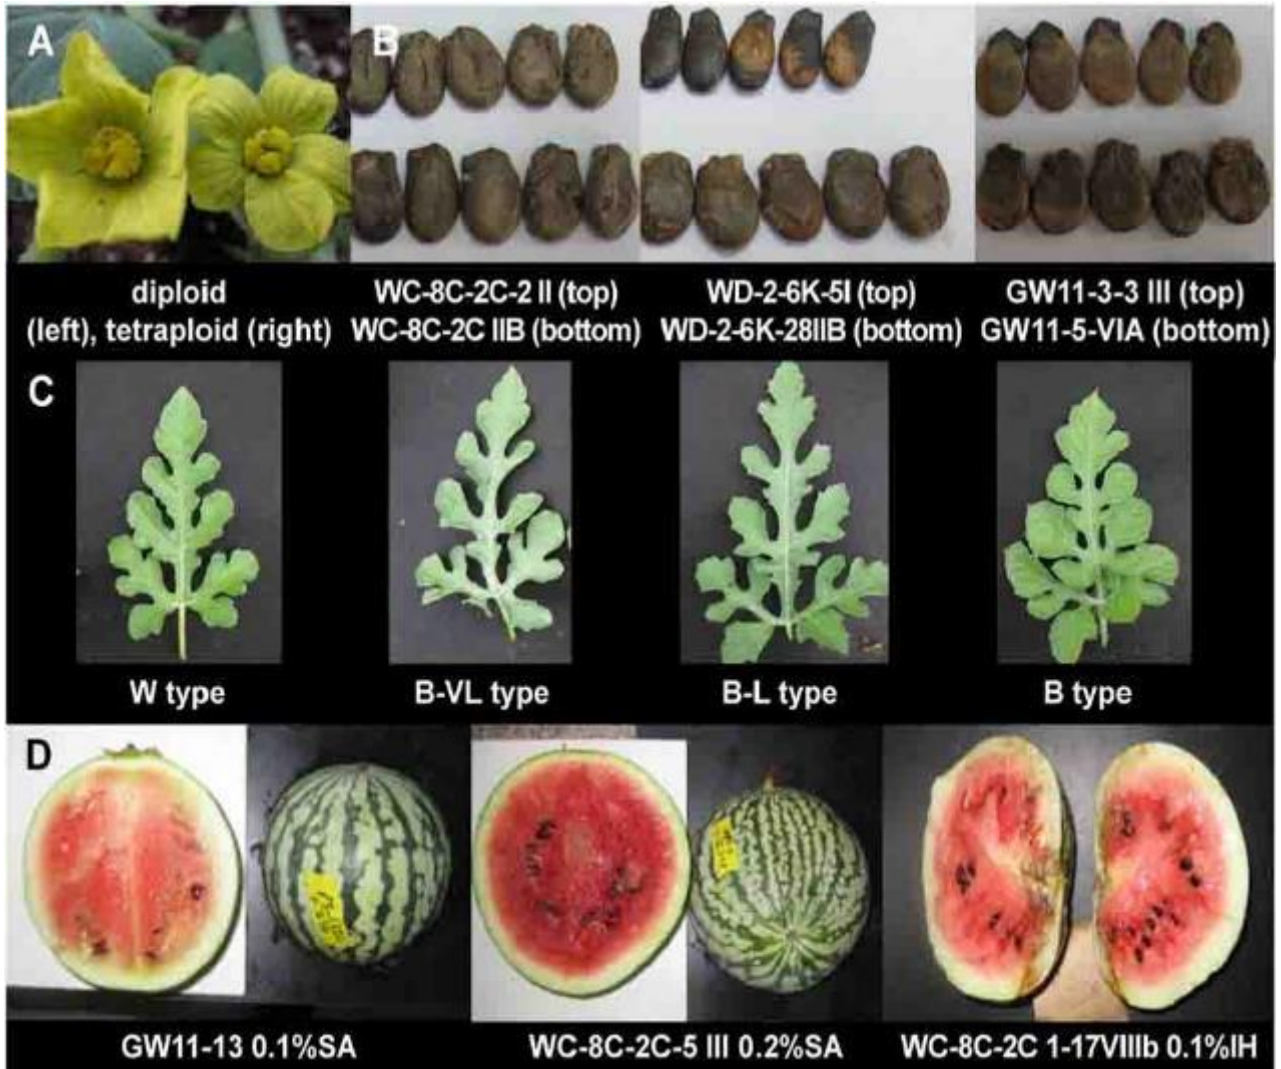 A
B
diploid
(left), tetraploid (right)
WC-8C-2C-2 II (top)
WC-8C-2C IIB (bottom)
WD-2-6K-5I (top)
WD-2-6K-28IIB (bottom)
GW11-3-3 III (top)
GW11-5-VIA (bottom)
C
W type
B-VL type
B-L type
B type
D
GW11-13 0.1%SA
WC-8C-2C-5 III 0.2%SA
WC-8C-2C 1-17VIIIb 0.1%IH